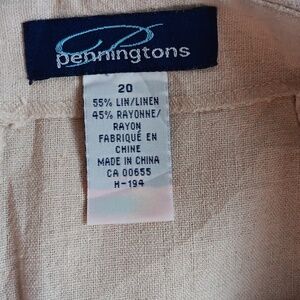 penningtons
20
55% LIN/LINEN
45% RAYONNE/
RAYON
FABRIQUÉ EN
CHINE
MADE IN CHINA
CA 00655
H-194